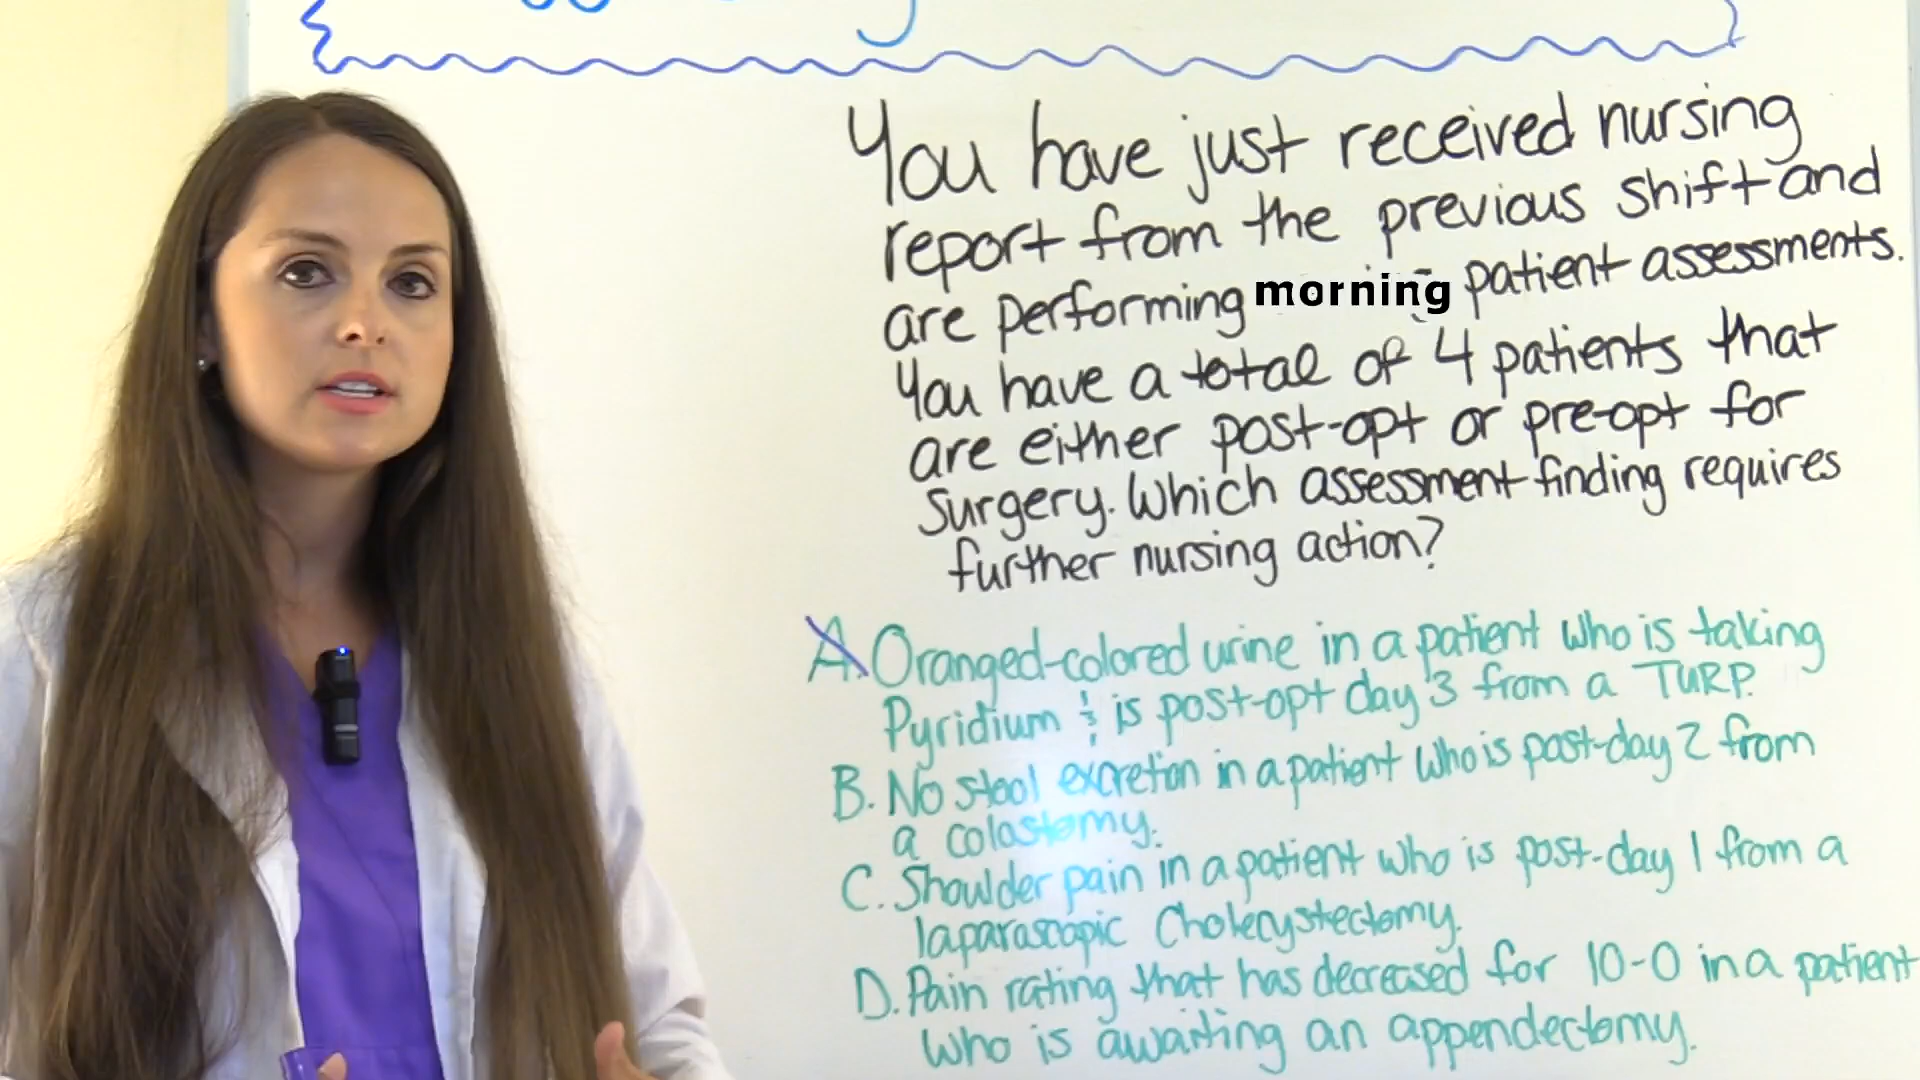 You have just received nursing
report from the previous shift and
are performing morning patient assessments.
You have a total of 4 patients that
are either post-opt or pre-opt for
surgery. Which assessment finding requires
further nursing action?
A. Oranged-colored urine in a patient who is taking
Pyridium & is post-opt day 3 from a TURP.
B. No stool excretion in a patient who is post-day 2 from
a colostomy.
C. Shoulder pain in a patient who is post-day 1 from a
laparascopic Cholecystectomy.
D. Pain rating that has decreased for 10-0 in a patient
who is awaiting an appendectomy.